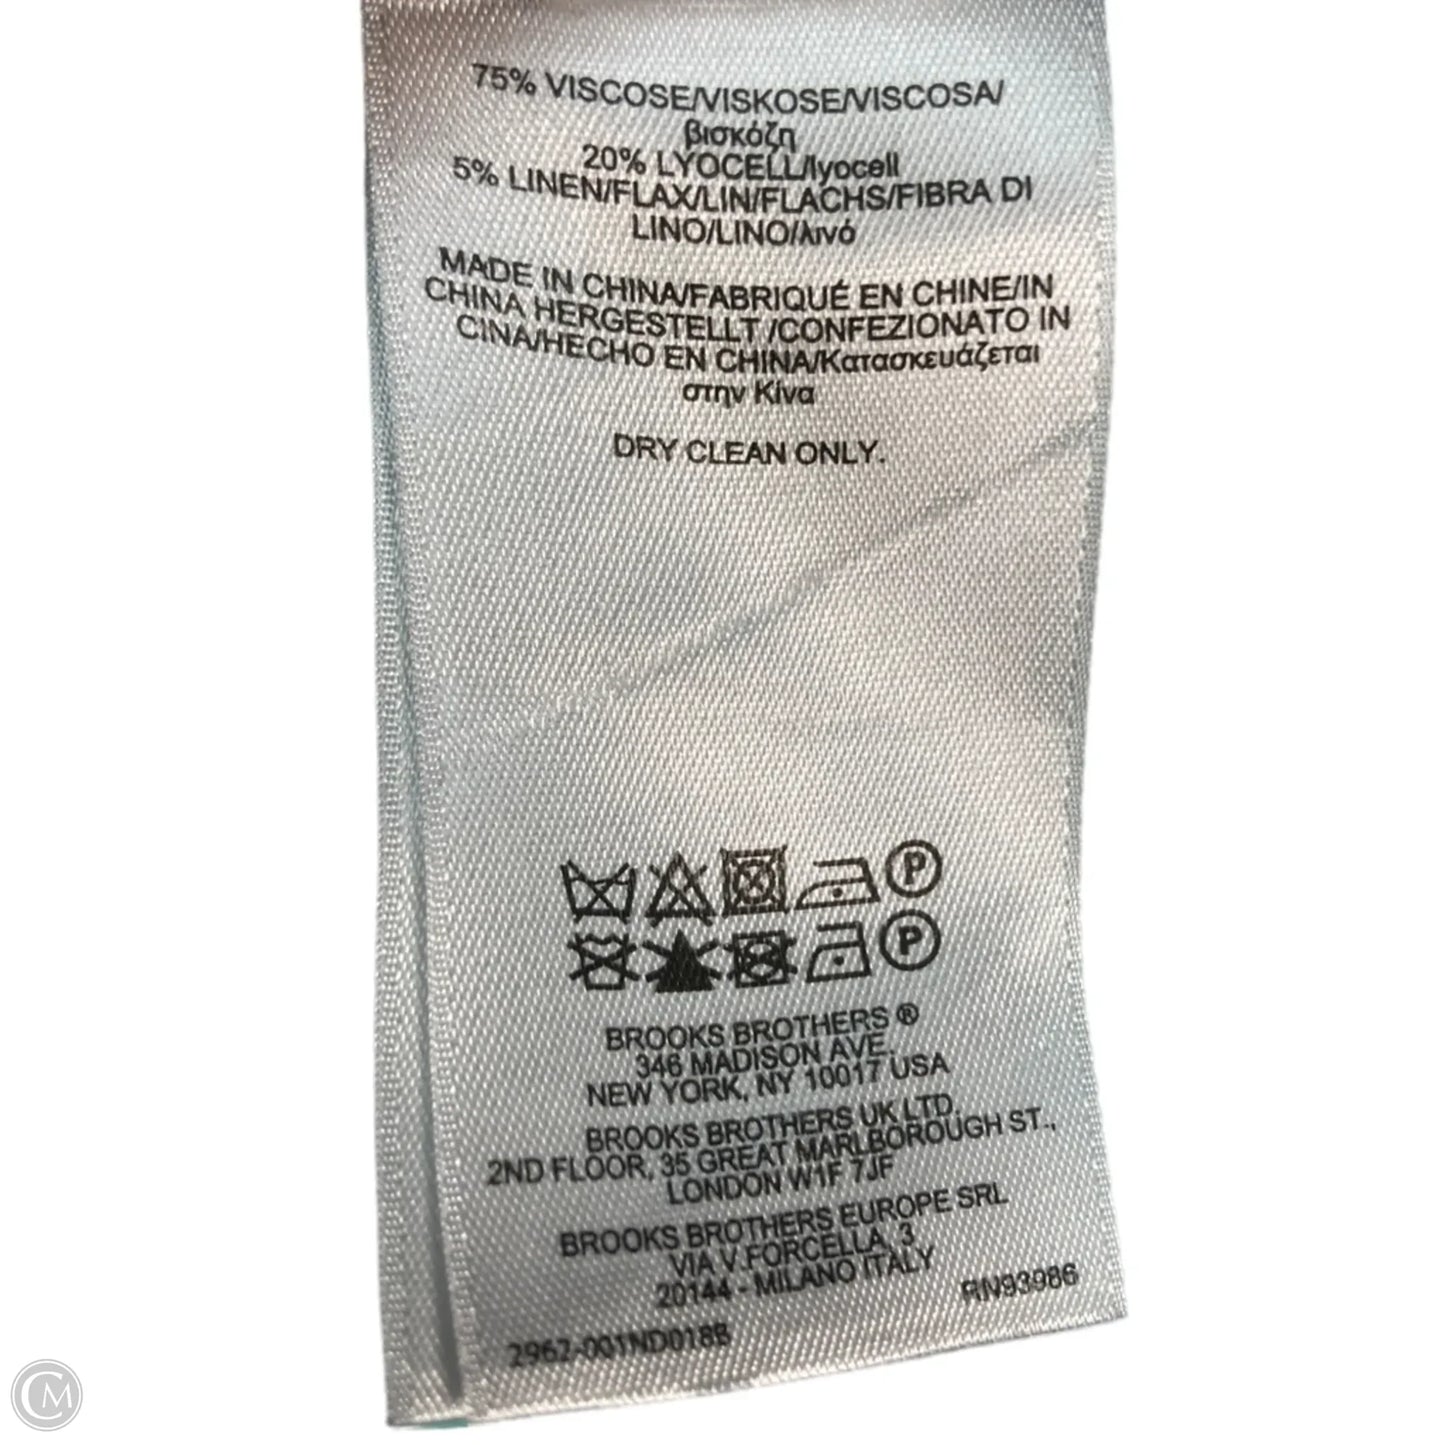 75% VISCOSE/VISKOSE/VISCOSA/
βισκόζη
20% LYOCELL/lyocell
5% LINEN/FLAX/LIN/FLACHS/FIBRA DI
LINO/LINO/λινό
MADE IN CHINA/FABRIQUÉ EN CHINE/IN
CHINA HERGESTELLT /CONFEZIONATO IN
CINA/HECHO EN CHINA/Κατασκευάζεται
στην Κίνα
DRY CLEAN ONLY.
P
P
BROOKS BROTHERS ®
346 MADISON AVE.
NEW YORK, NY 10017 USA
BROOKS BROTHERS UK LTD.
2ND FLOOR, 35 GREAT MARLBOROUGH ST.,
LONDON W1F 7JF
BROOKS BROTHERS EUROPE SRL
VIA V.FORCELLA, 3
20144 - MILANO ITALY
RN93986
2962-001ND018B
CM